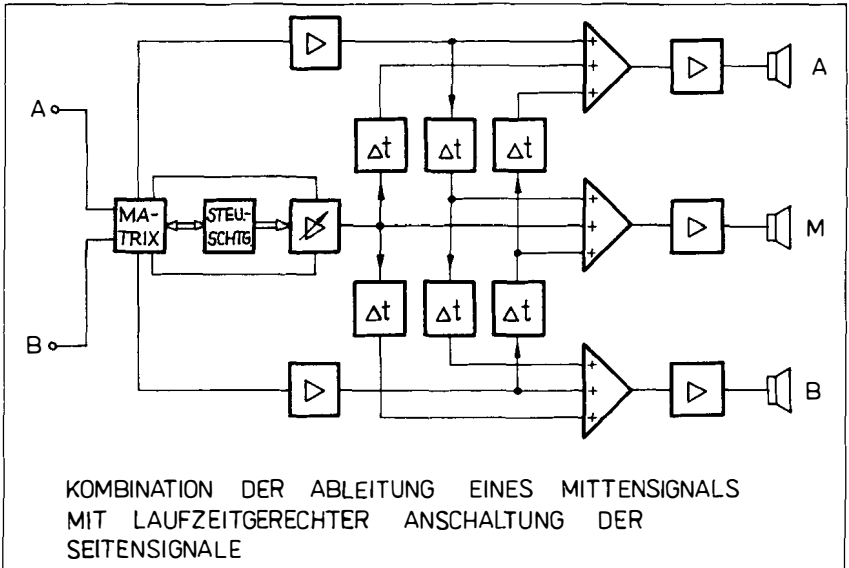 A
A
Δt Δt Δt
MA-
TRIX
STEU-
SCHTG
M
Δt Δt Δt
B
B
+ + +
+ + +
+ + +
KOMBINATION DER ABLEITUNG EINES MITTENSIGNALS
MIT LAUFZEITGERECHTER ANSCHALTUNG DER
SEITENSIGNALE